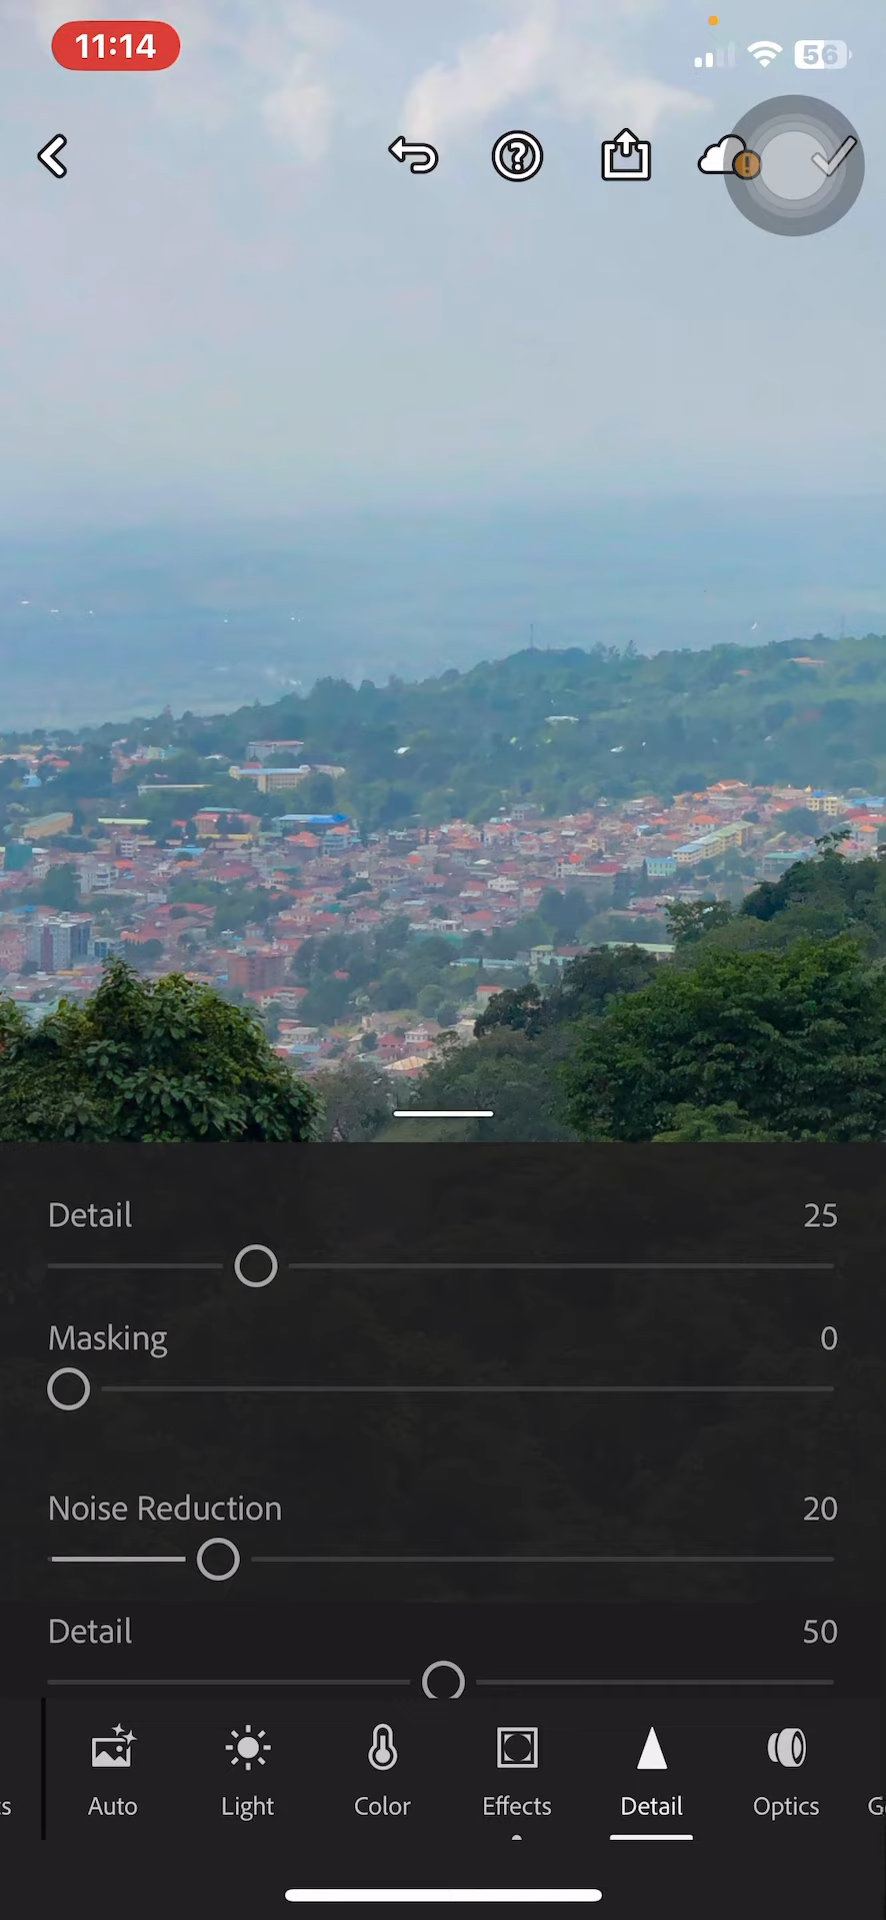 11:14
56
Detail 25
Masking 0
Noise Reduction 20
Detail 50
s Auto Light Color Effects Detail Optics G